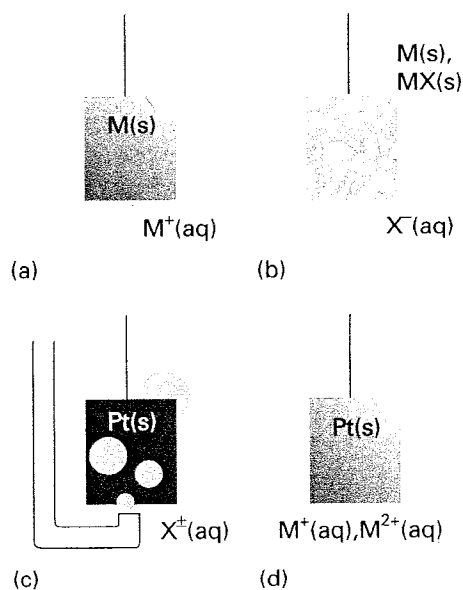 M(s)
M⁺(aq)
(a)
M(s),
MX(s)
X⁻(aq)
(b)
Pt(s)
X±(aq)
(c)
Pt(s)
M⁺(aq),M²⁺(aq)
(d)